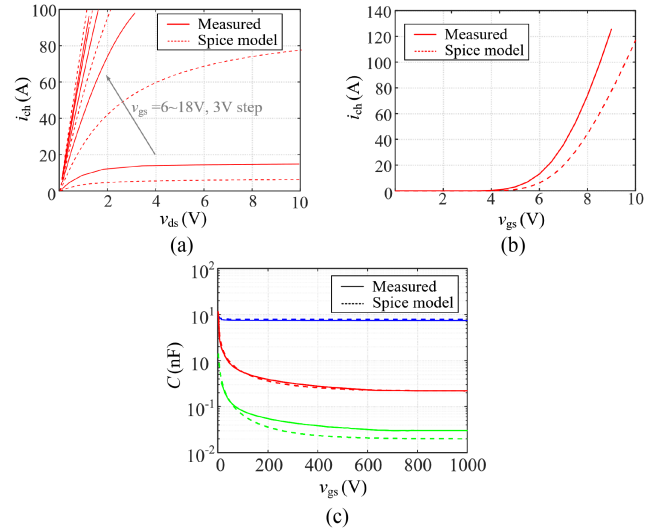 100
80
60
40
20
0
i_ch (A)
Measured
Spice model
v_gs =6~18V, 3V step
0
2
4
6
8
10
v_ds (V)
(a)
140
120
100
80
60
40
20
0
i_ch (A)
Measured
Spice model
0
2
4
6
8
10
v_gs (V)
(b)
10^2
10^1
10^0
10^-1
10^-2
C (nF)
Measured
Spice model
0
200
400
600
800
1000
v_gs (V)
(c)